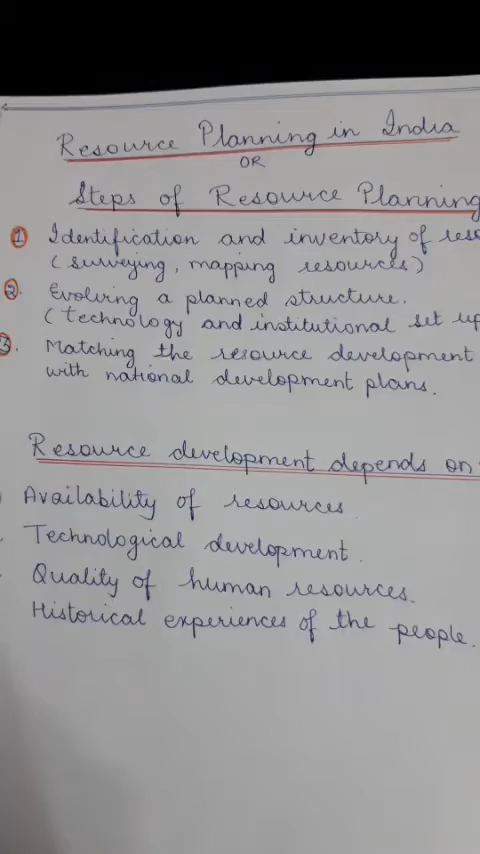 Resource Planning in India
OR
Steps of Resource Planning
1 Identification and inventory of
(surveying, mapping resources)
2. Evolving a planned structure.
(technology and institutional set up
3. Matching the resource development
with national development plans.
Resource development depends on
Availability of resources
Technological development.
Quality of human resources.
Historical experiences of the people.